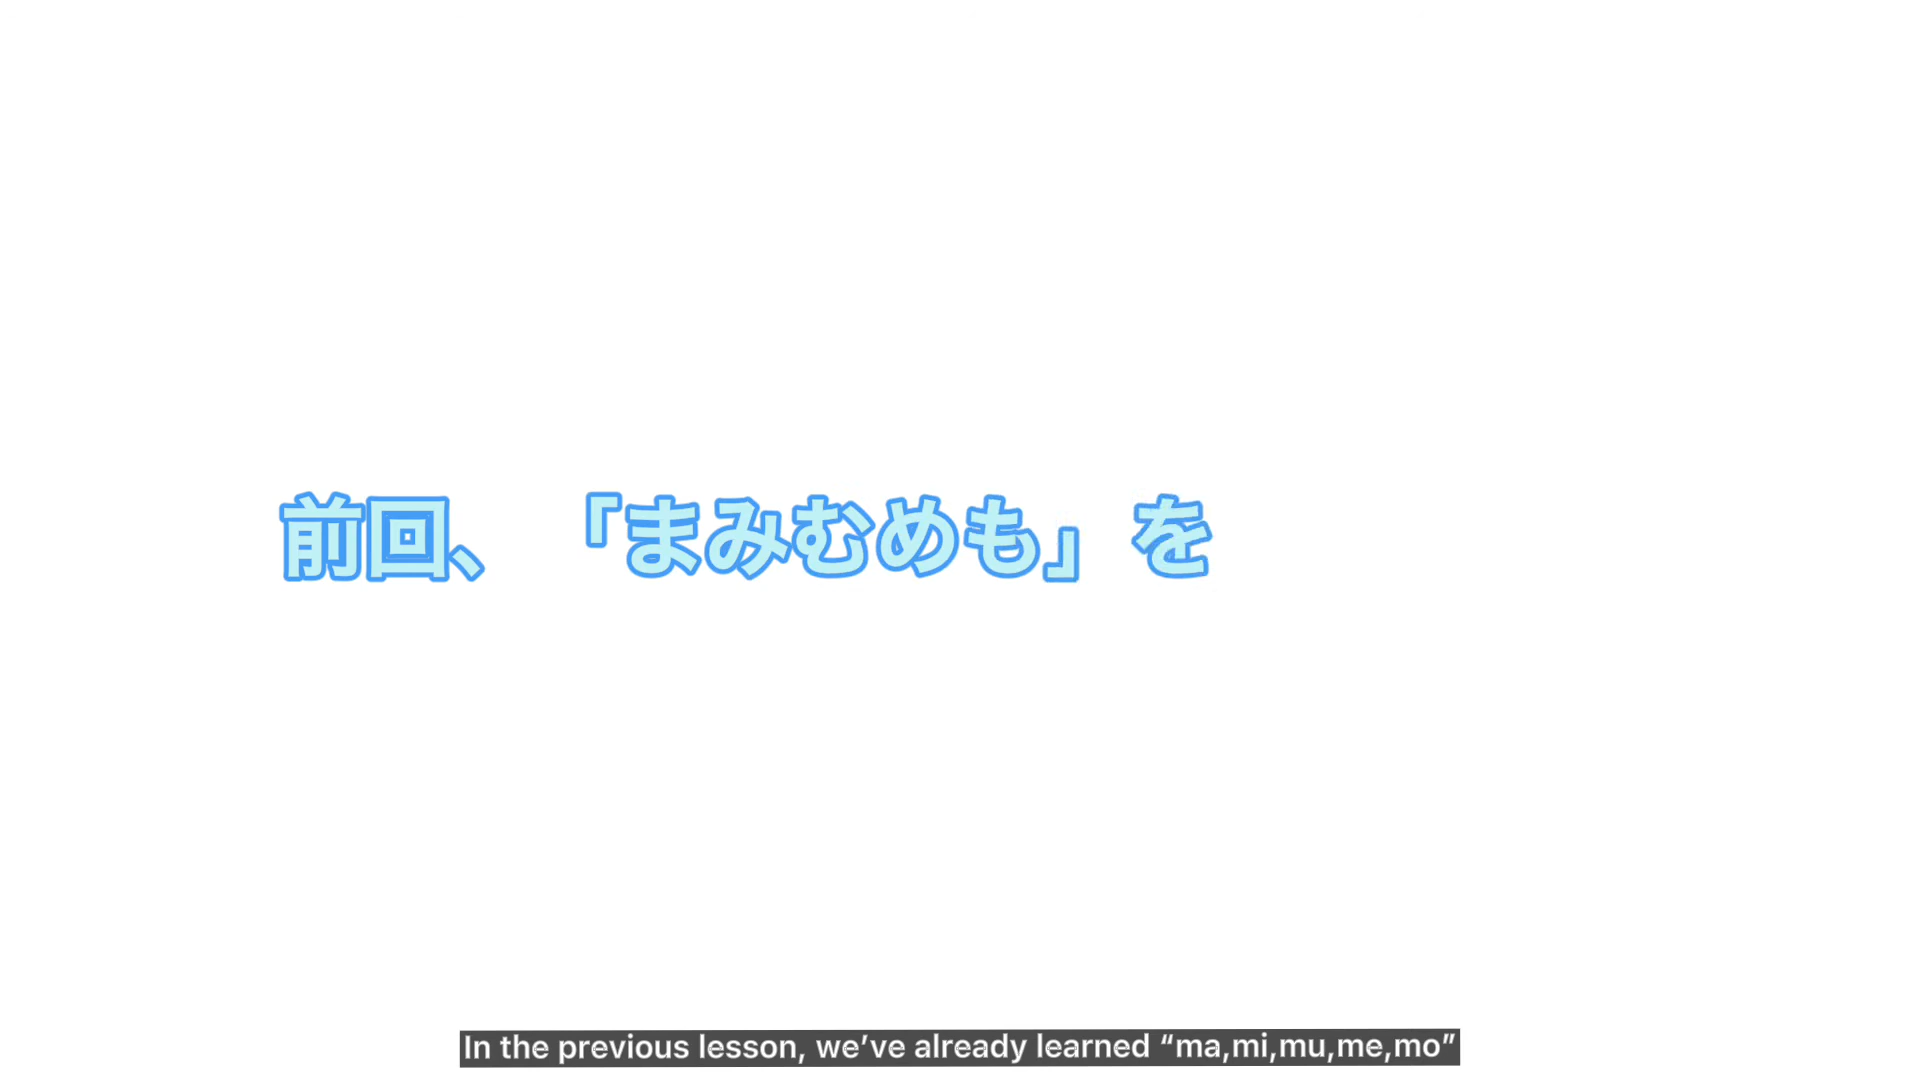 前回、「まみむめも」を
In the previous lesson, we’ve already learned “ma,mi,mu,me,mo”